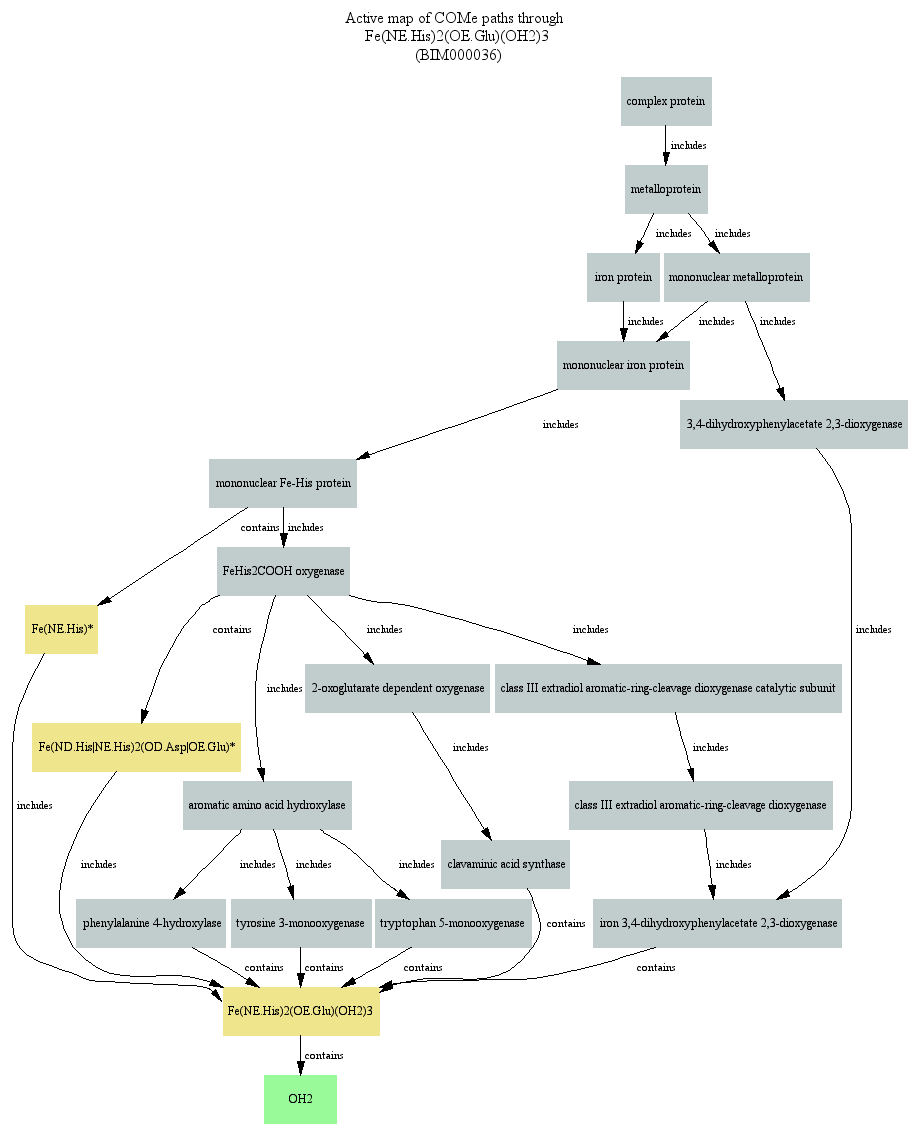 Active map of COMe paths through
Fe(NE.His)2(OE.Glu)(OH2)3
(BIM000036)
complex protein
includes
metalloprotein
includes
includes
iron protein
mononuclear metalloprotein
includes
includes
includes
mononuclear iron protein
3,4-dihydroxyphenylacetate 2,3-dioxygenase
includes
mononuclear Fe-His protein
contains
includes
FeHis2COOH oxygenase
Fe(NE.His)*
contains
includes
includes
includes
includes
2-oxoglutarate dependent oxygenase
class III extradiol aromatic-ring-cleavage dioxygenase catalytic subunit
Fe(ND.His|NE.His)2(OD.Asp|OE.Glu)*
includes
includes
includes
aromatic amino acid hydroxylase
class III extradiol aromatic-ring-cleavage dioxygenase
includes
includes
includes
includes
includes
clavaminic acid synthase
phenylalanine 4-hydroxylase
tyrosine 3-monooxygenase
tryptophan 5-monooxygenase
contains
iron 3,4-dihydroxyphenylacetate 2,3-dioxygenase
contains
contains
contains
contains
Fe(NE.His)2(OE.Glu)(OH2)3
contains
OH2